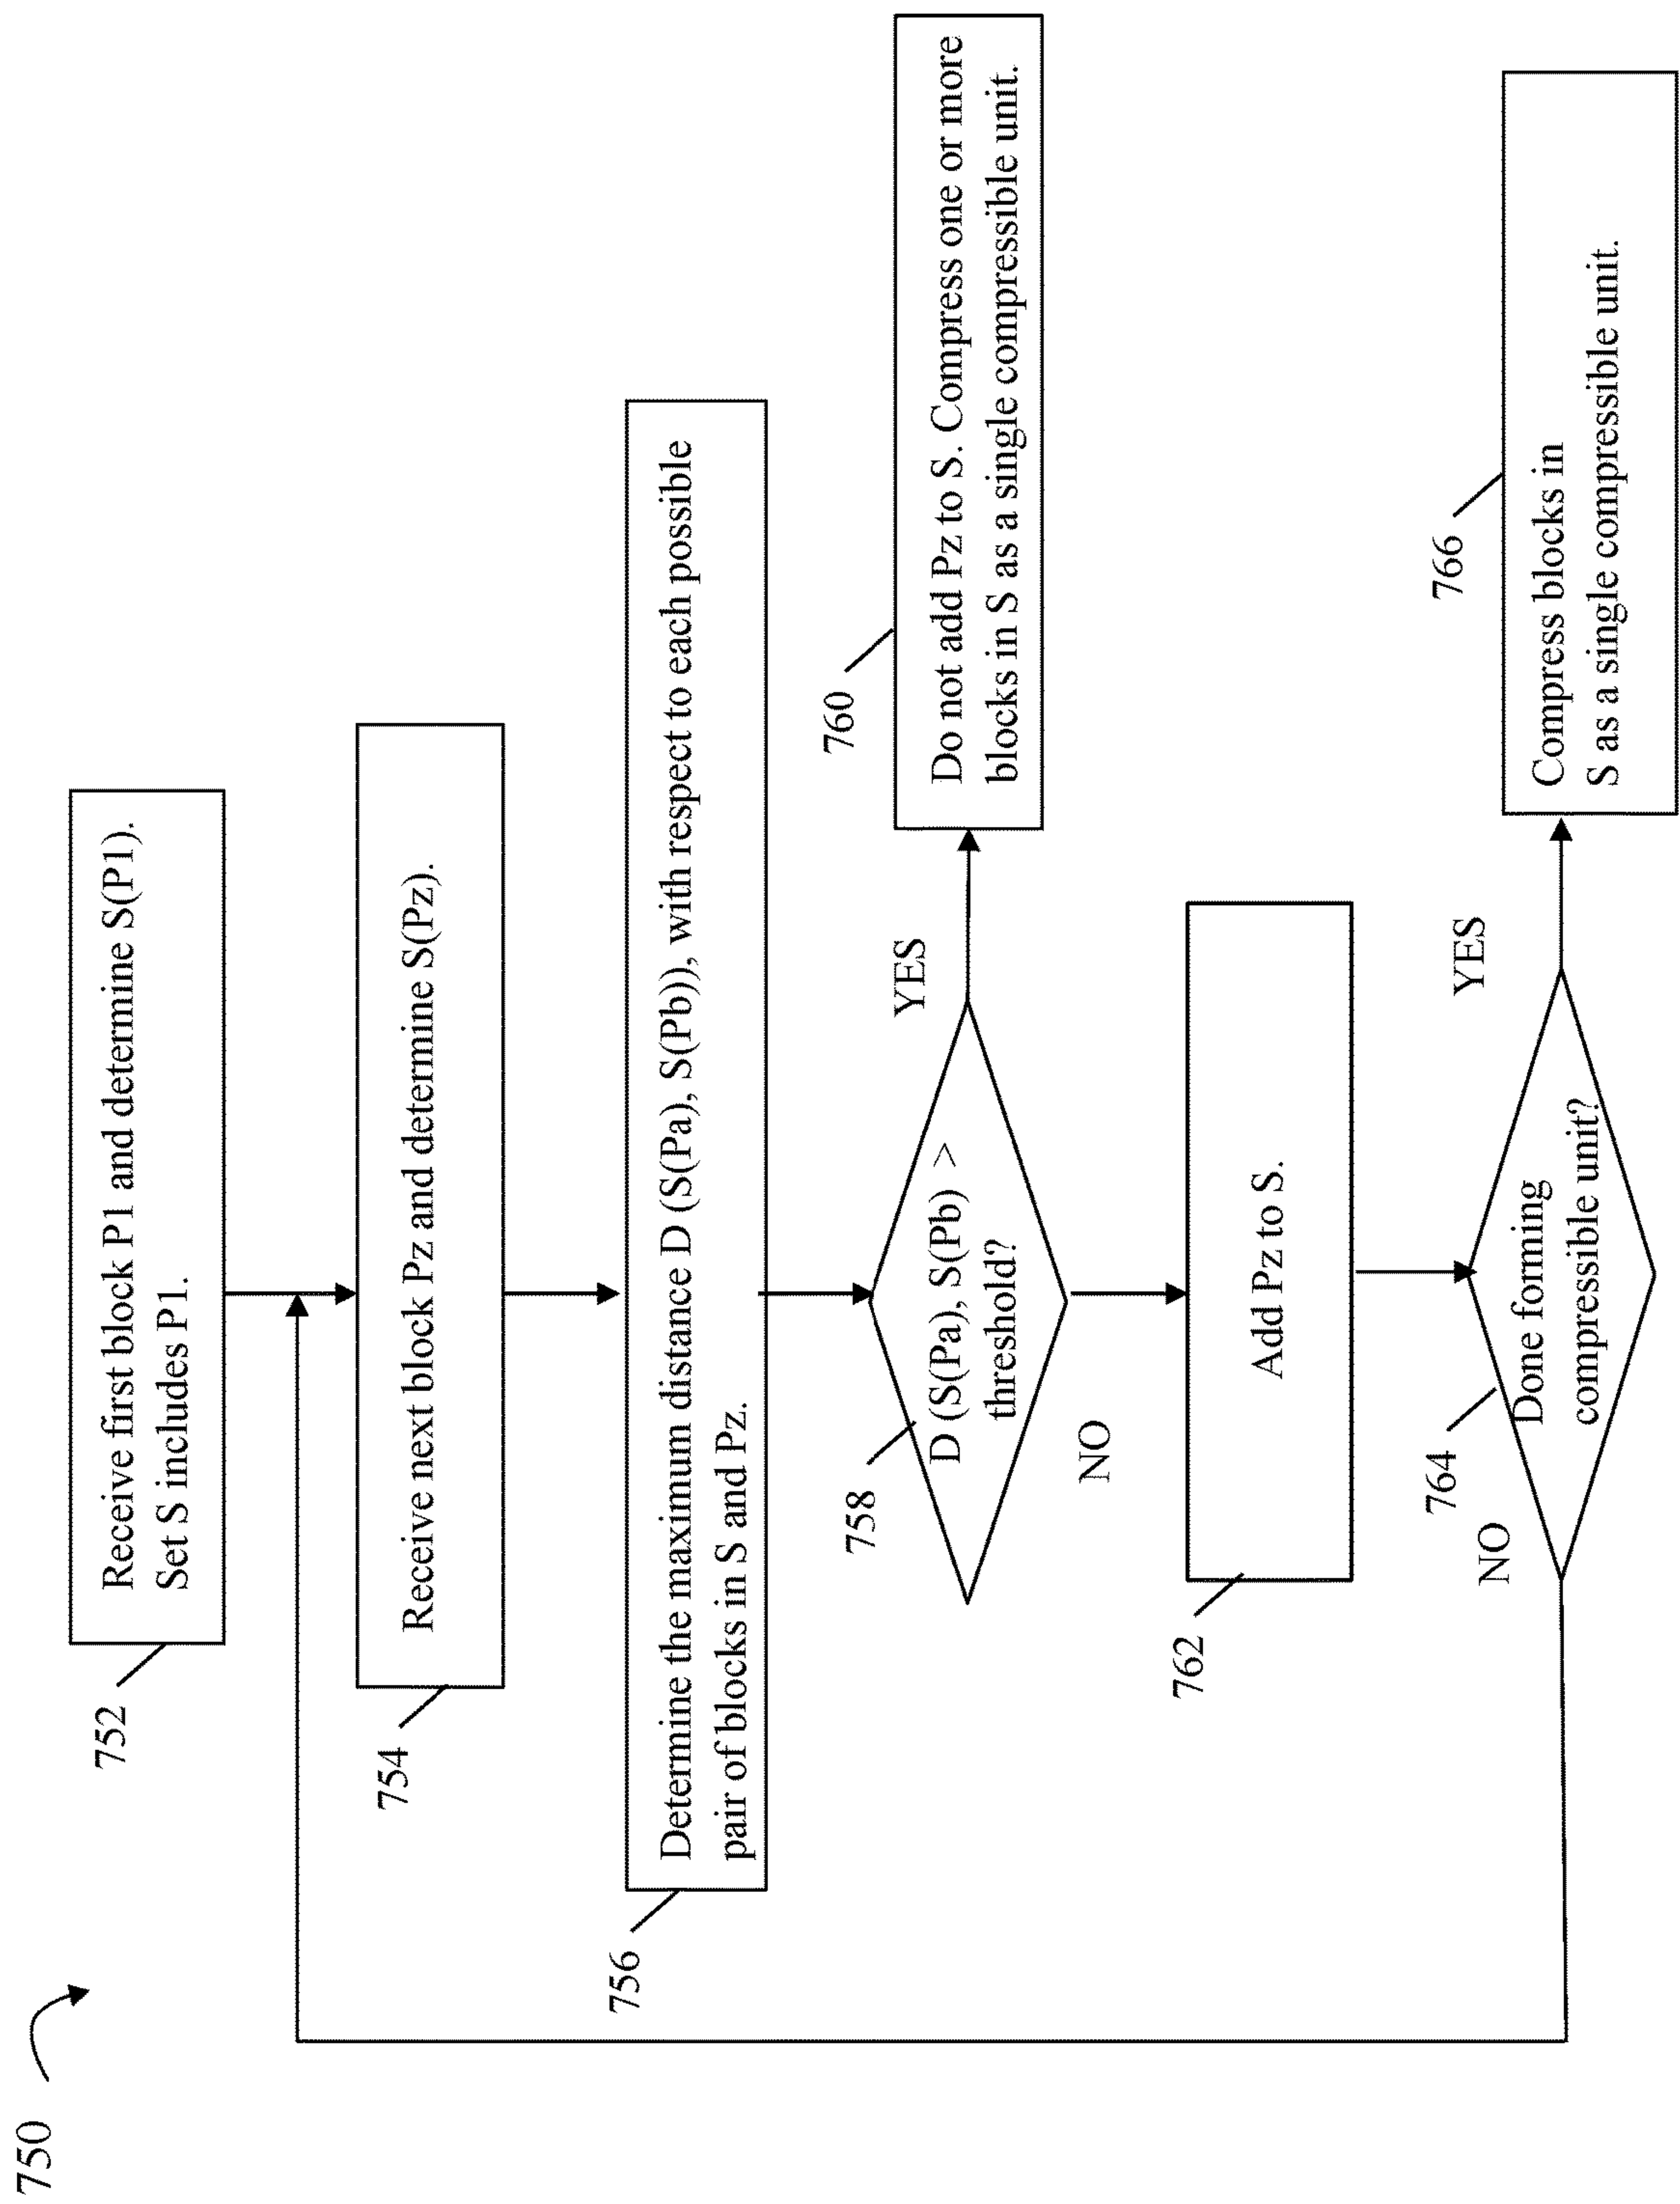 750
752
Receive first block P1 and determine S(P1).
Set S includes P1.
754
Receive next block Pz and determine S(Pz).
756
Determine the maximum distance D (S(Pa), S(Pb)), with respect to each possible
pair of blocks in S and Pz.
758
D (S(Pa), S(Pb) >
threshold?
YES
760
Do not add Pz to S. Compress one or more
blocks in S as a single compressible unit.
NO
762
Add Pz to S.
764
Done forming
compressible unit?
NO
YES
766
Compress blocks in
S as a single compressible unit.